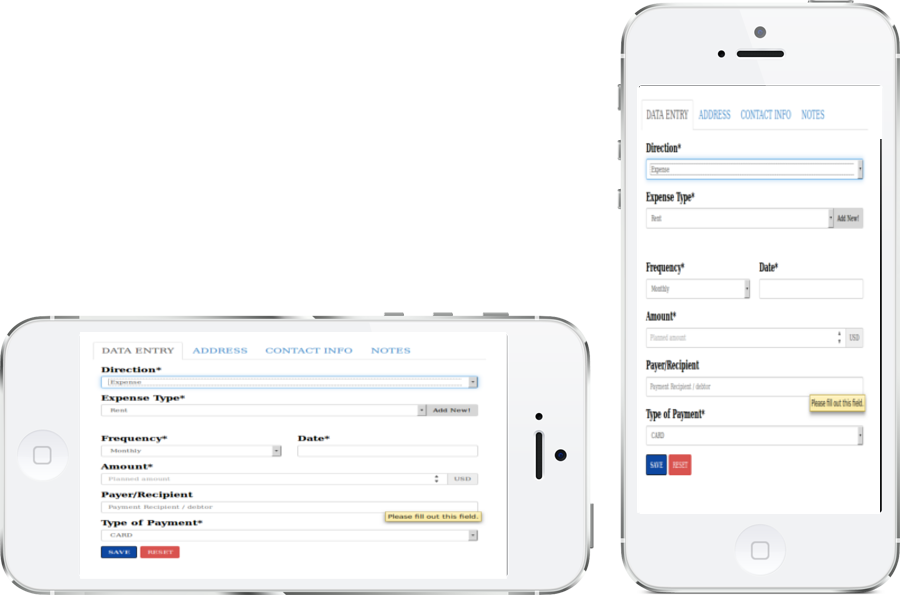 DATA ENTRY ADDRESS CONTACT INFO NOTES
Direction*
Expense
Expense Type*
Rent Add New!
Frequency* Date*
Monthly
Amount*
Planned amount USD
Payer/Recipient
Payment Recipient / debtor
Please fill out this field.
Type of Payment*
CARD
SAVE RESET
DATA ENTRY ADDRESS CONTACT INFO NOTES
Direction*
Expense
Expense Type*
Rent Add New!
Frequency* Date*
Monthly
Amount*
Planned amount USD
Payer/Recipient
Payment Recipient / debtor
Please fill out this field.
Type of Payment*
CARD
SAVE RESET